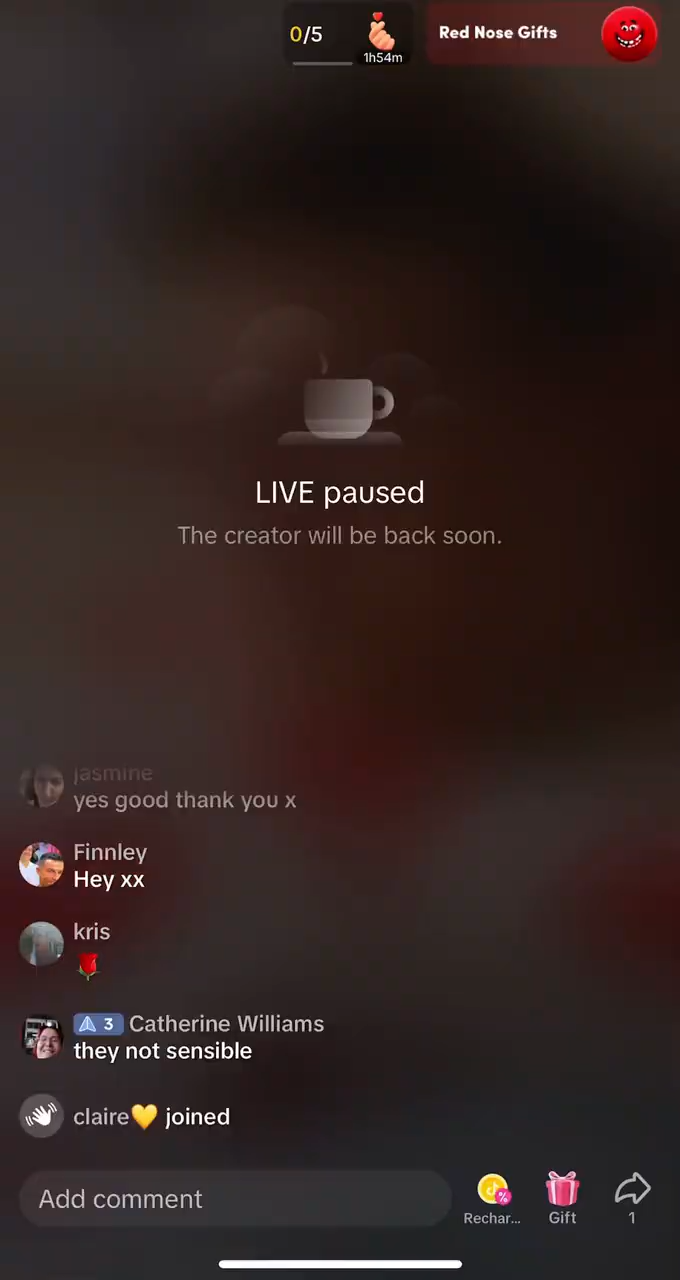 0/5
1h54m
Red Nose Gifts
LIVE paused
The creator will be back soon.
jasmine
yes good thank you x
Finnley
Hey xx
kris
3 Catherine Williams
they not sensible
claire💛 joined
Add comment
Rechar...
Gift
1